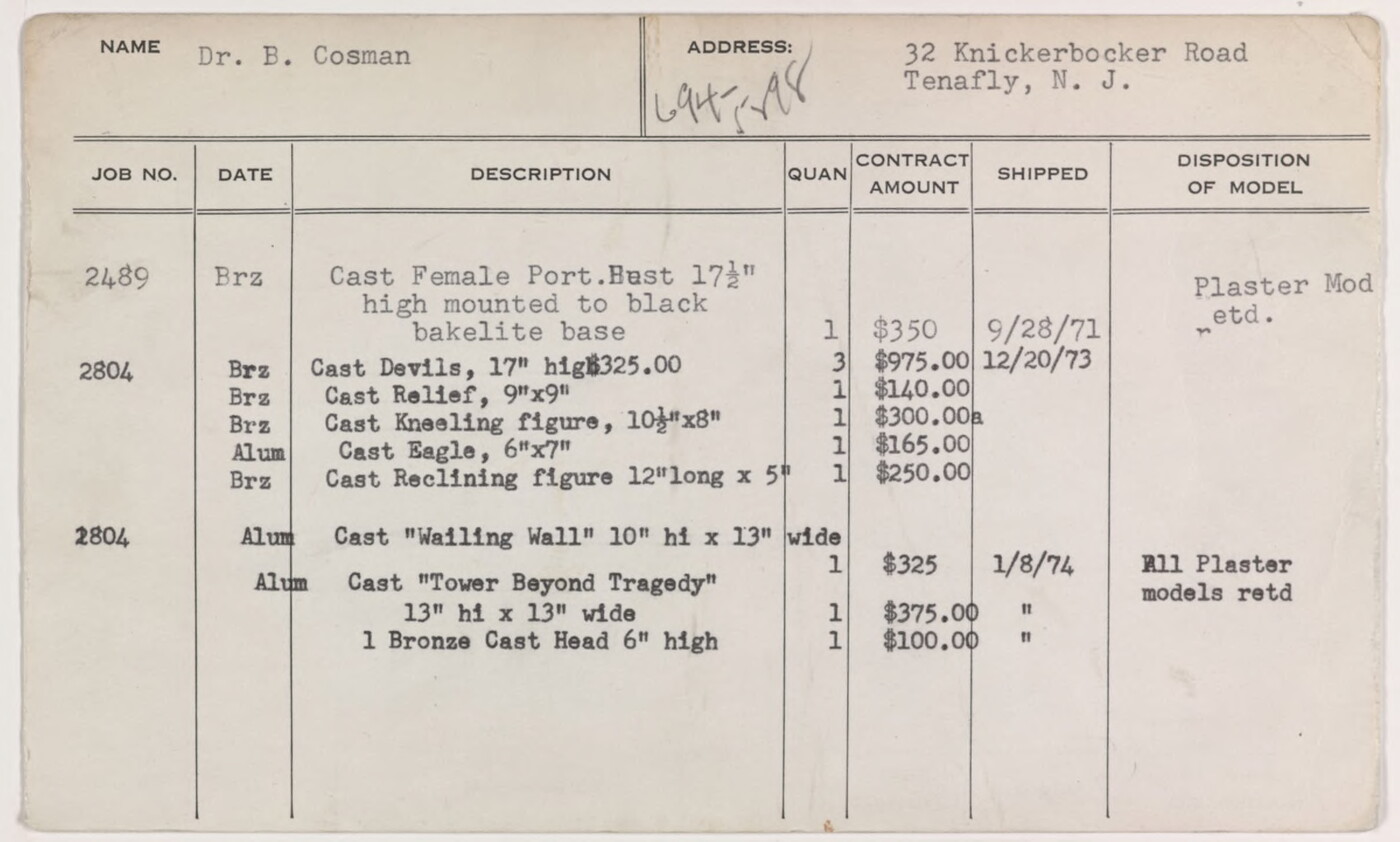 NAME Dr. B. Cosman ADDRESS: 32 Knickerbocker Road
Tenafly, N. J.
694-5898
JOB NO. DATE DESCRIPTION QUAN CONTRACT AMOUNT SHIPPED DISPOSITION OF MODEL
2489 Brz Cast Female Port.Bust 17½" Plaster Mod
high mounted to black retd.
bakelite base 1 $350 9/28/71
2804 Brz Cast Devils, 17" high$325.00 3 $975.00 12/20/73
Brz Cast Relief, 9"x9" 1 $140.00
Brz Cast Kneeling figure, 10½"x8" 1 $300.00a
Alum Cast Eagle, 6"x7" 1 $165.00
Brz Cast Reclining figure 12"long x 5" 1 $250.00
2804 Alum Cast "Wailing Wall" 10" hi x 13" wide
1 $325 1/8/74 All Plaster
Alum Cast "Tower Beyond Tragedy" models retd
13" hi x 13" wide 1 $375.00 "
1 Bronze Cast Head 6" high 1 $100.00 "